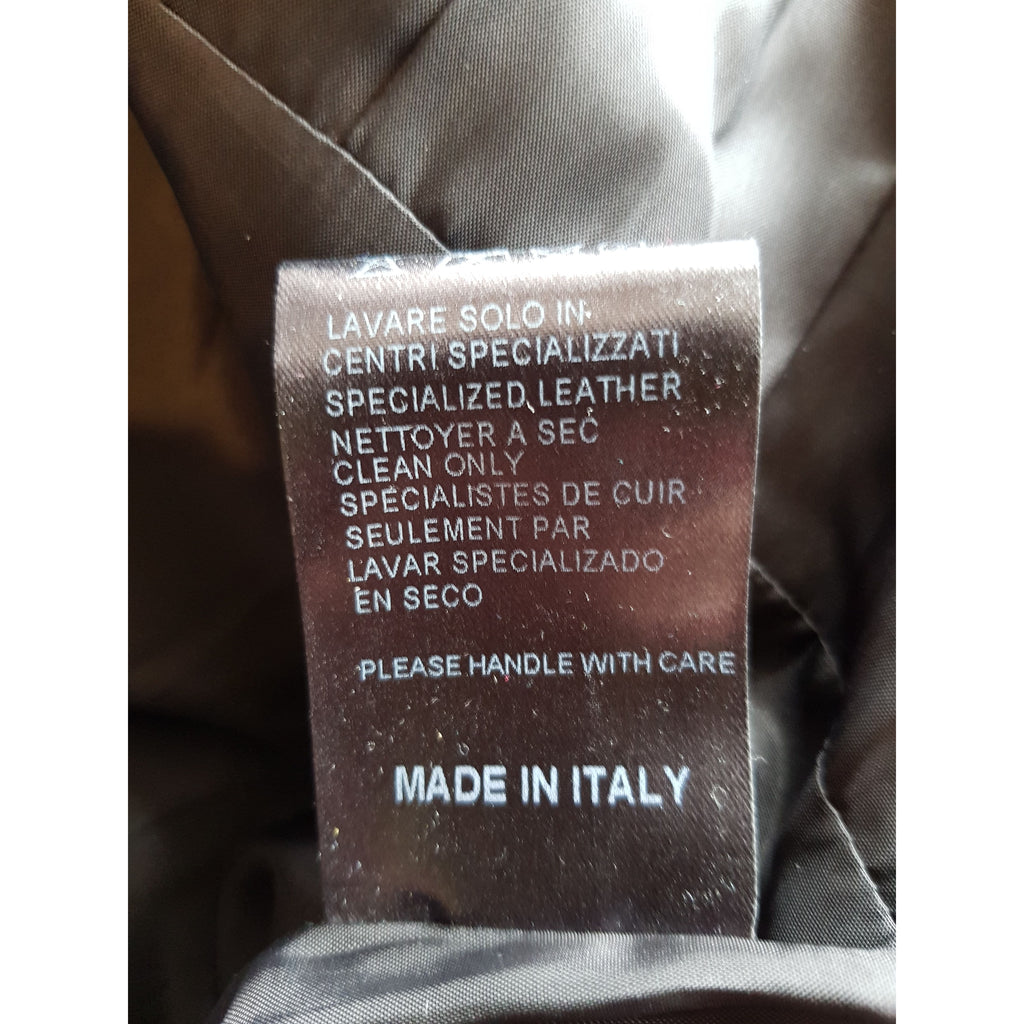 LAVARE SOLO IN
CENTRI SPECIALIZZATI
SPECIALIZED LEATHER
NETTOYER A SEC
CLEAN ONLY
SPECIALISTES DE CUIR
SEULEMENT PAR
LAVAR SPECIALIZADO
EN SECO
PLEASE HANDLE WITH CARE
MADE IN ITALY